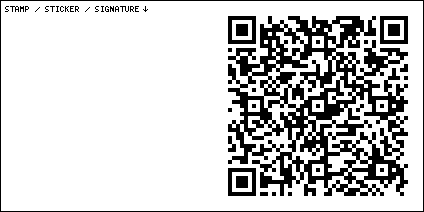 STAMP / STICKER / SIGNATURE ↓